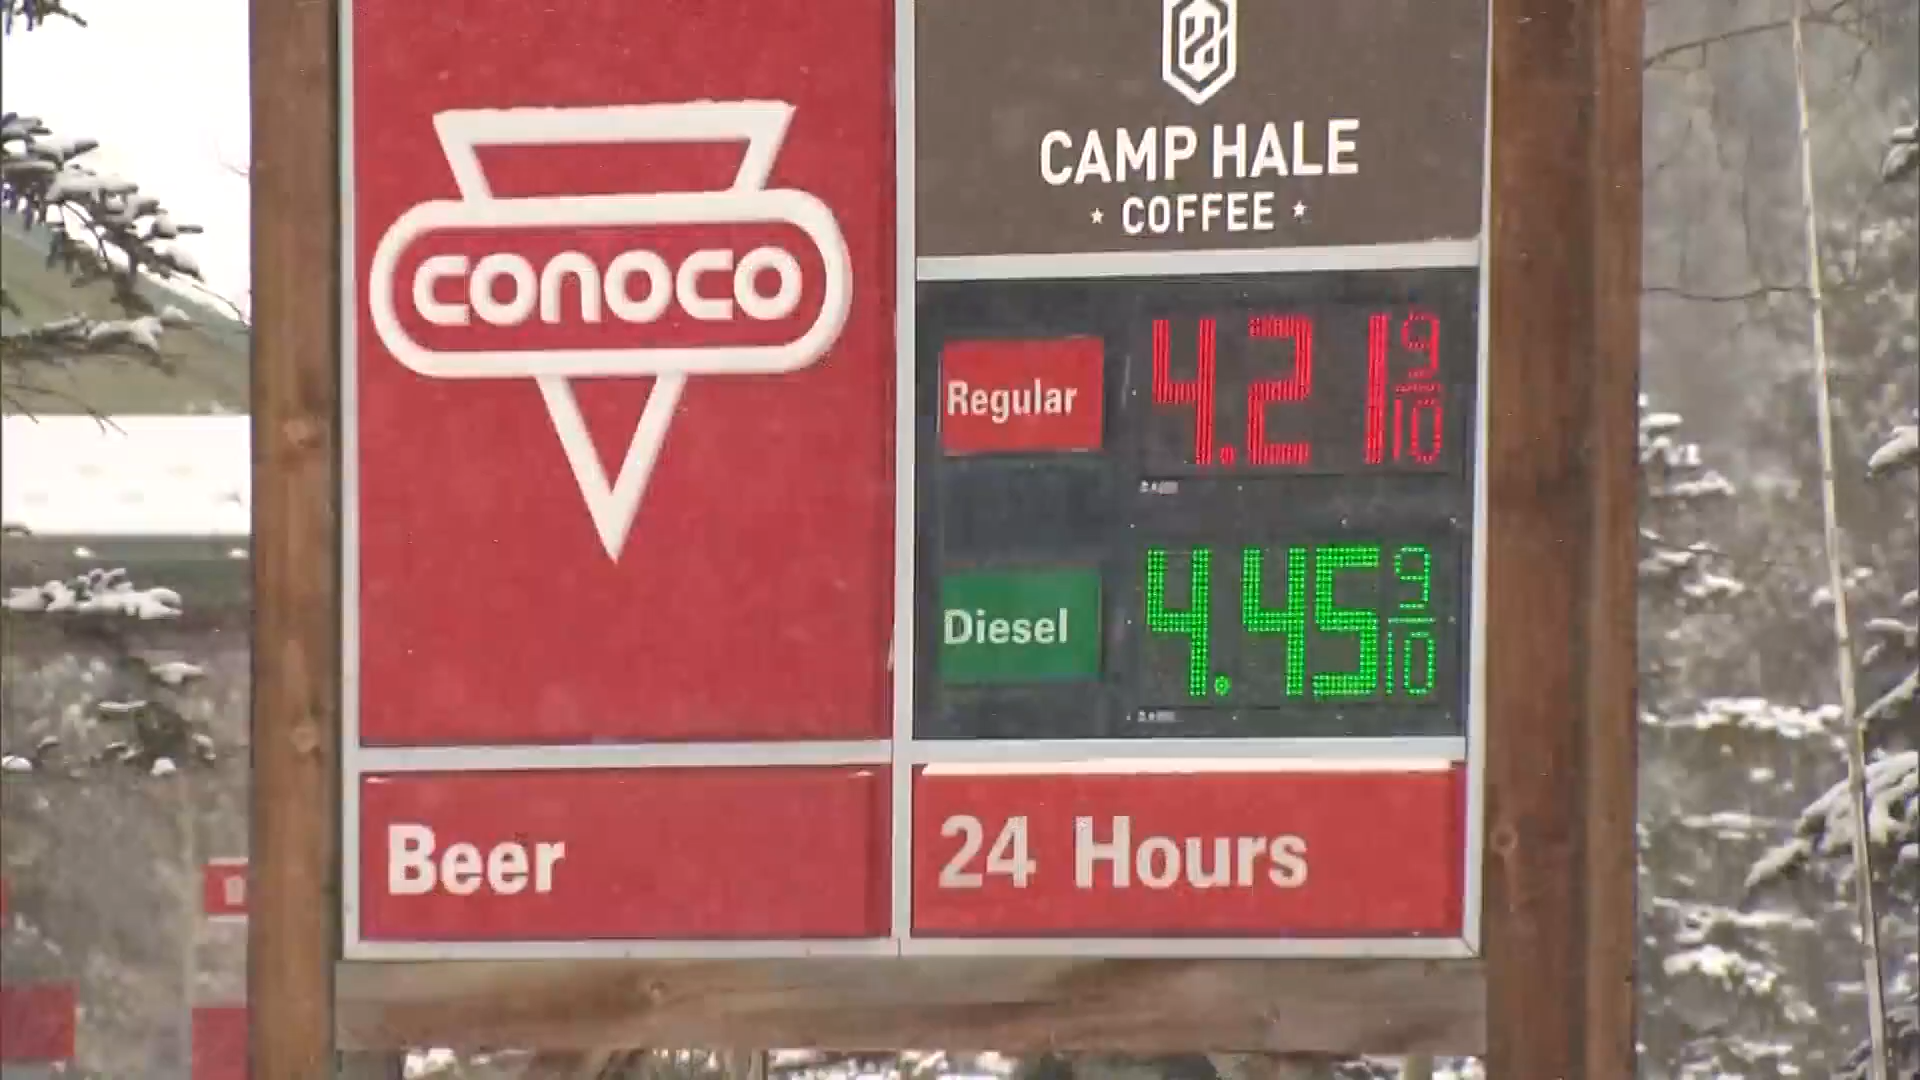 CONOCO
CAMP HALE
★ COFFEE ★
Regular 4.21 9/10
Diesel 4.45 9/10
Beer
24 Hours